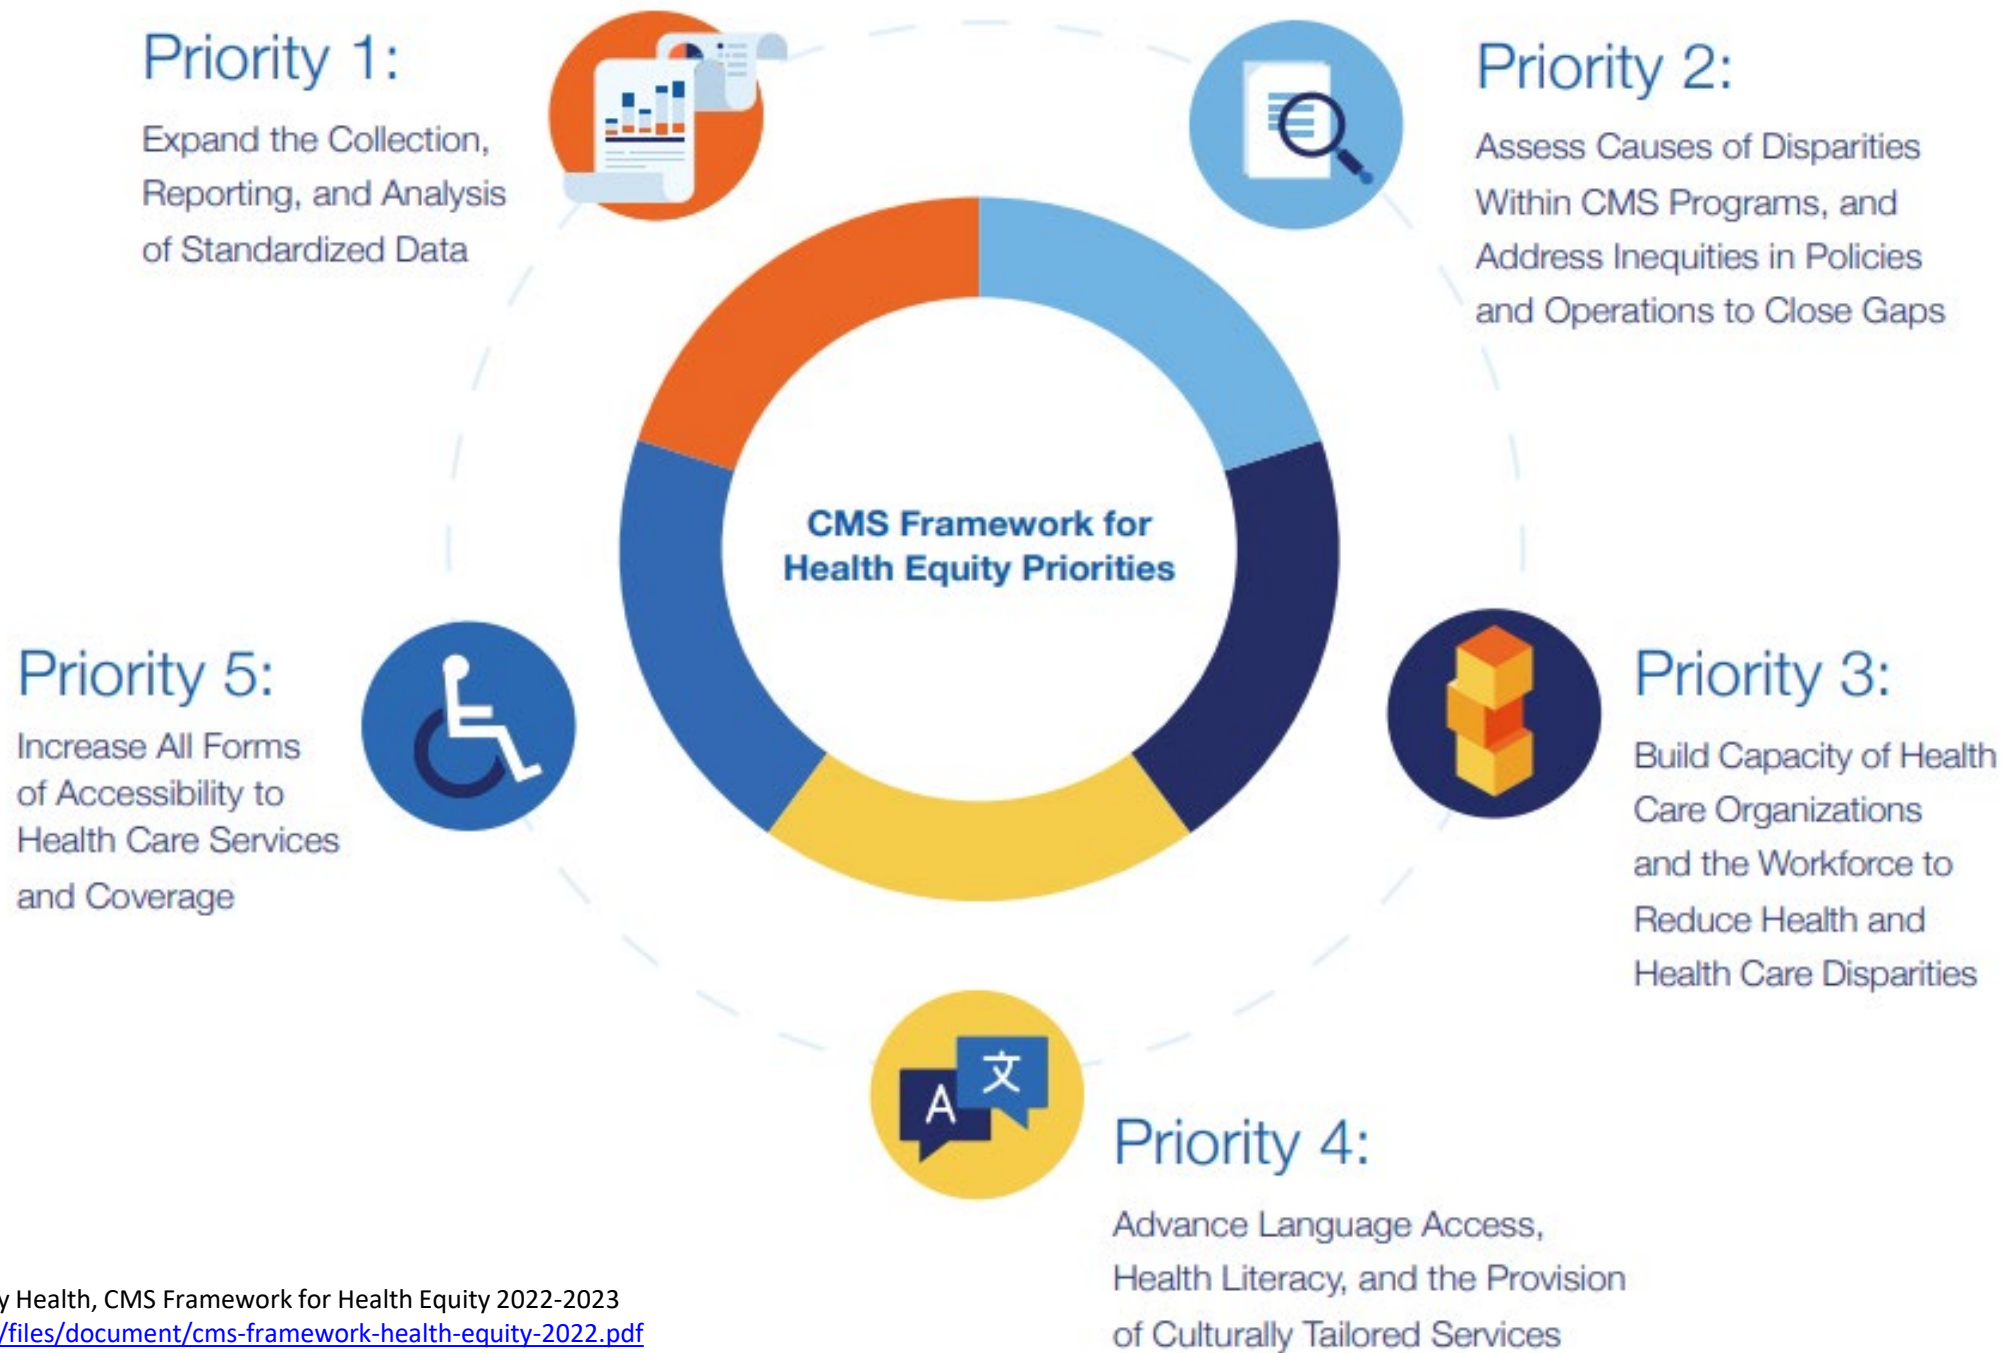 Priority 1:
Expand the Collection,
Reporting, and Analysis
of Standardized Data
Priority 2:
Assess Causes of Disparities
Within CMS Programs, and
Address Inequities in Policies
and Operations to Close Gaps
CMS Framework for
Health Equity Priorities
Priority 3:
Build Capacity of Health
Care Organizations
and the Workforce to
Reduce Health and
Health Care Disparities
Priority 5:
Increase All Forms
of Accessibility to
Health Care Services
and Coverage
A 文
Priority 4:
Advance Language Access,
Health Literacy, and the Provision
of Culturally Tailored Services
y Health, CMS Framework for Health Equity 2022-2023
/files/document/cms-framework-health-equity-2022.pdf